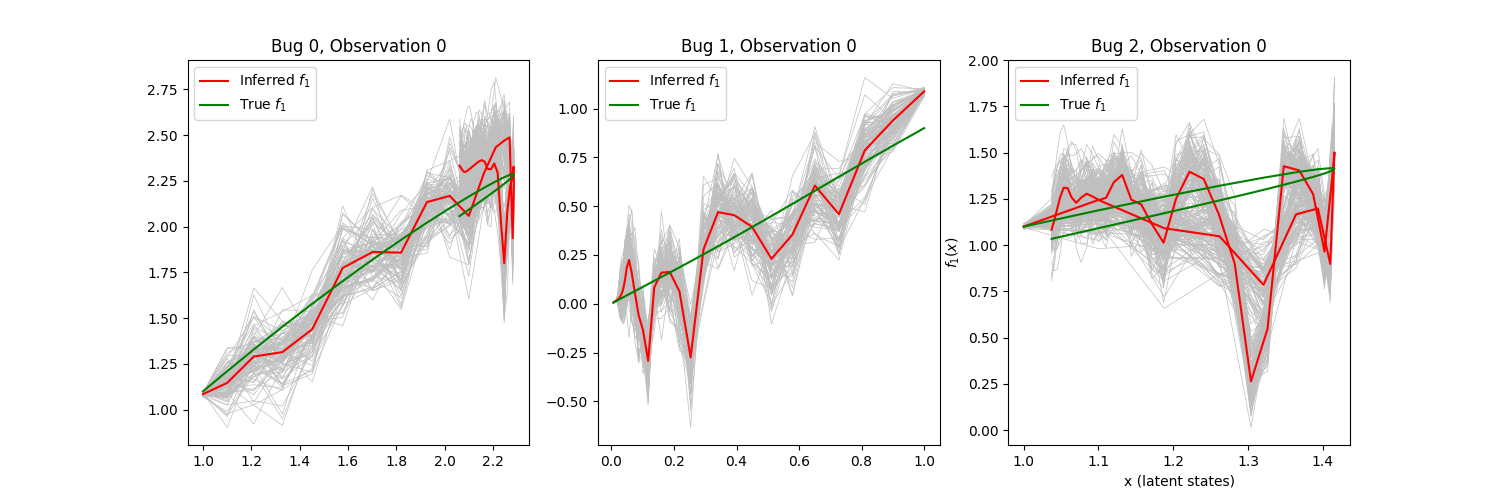 Bug 0, Observation 0
Inferred f₁
True f₁
2.75
2.50
2.25
2.00
1.75
1.50
1.25
1.00
1.0 1.2 1.4 1.6 1.8 2.0 2.2
Bug 1, Observation 0
Inferred f₁
True f₁
1.00
0.75
0.50
0.25
0.00
−0.25
−0.50
0.0 0.2 0.4 0.6 0.8 1.0
Bug 2, Observation 0
Inferred f₁
True f₁
f₁(x)
2.00
1.75
1.50
1.25
1.00
0.75
0.50
0.25
0.00
1.0 1.1 1.2 1.3 1.4
x (latent states)